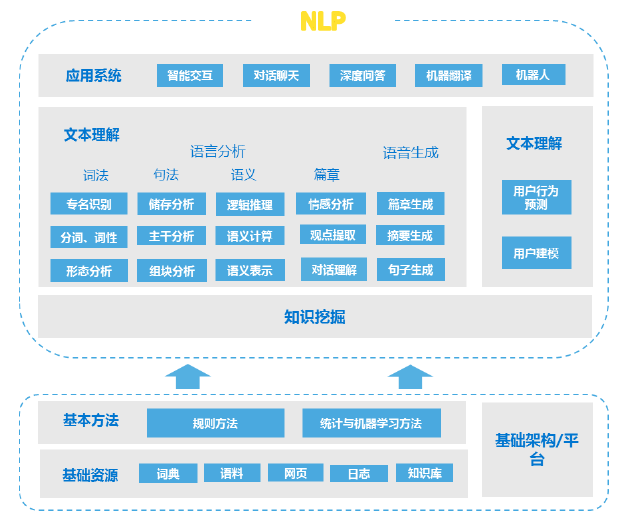 NLP
应用系统
智能交互
对话聊天
深度问答
机器翻译
机器人
文本理解
语言分析
语音生成
词法
句法
语义
篇章
专名识别
储存分析
逻辑推理
情感分析
篇章生成
分词、词性
主干分析
语义计算
观点提取
摘要生成
形态分析
组块分析
语义表示
对话理解
句子生成
文本理解
用户行为
预测
用户建模
知识挖掘
基本方法
规则方法
统计与机器学习方法
基础资源
词典
语料
网页
日志
知识库
基础架构/平
台